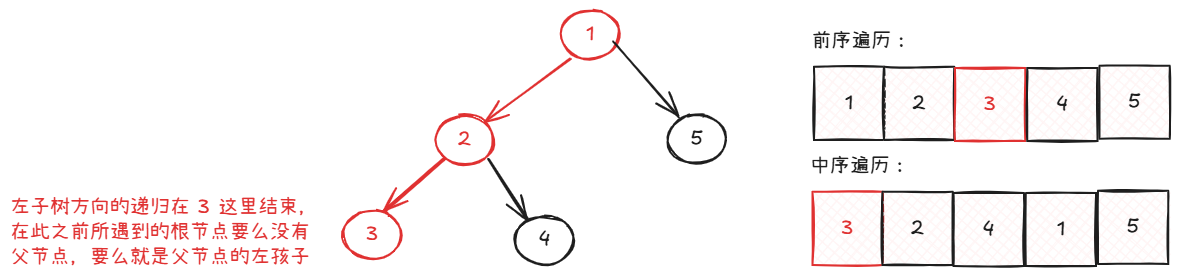 1
2
5
3
4
左子树方向的递归在 3 这里结束，
在此之前所遇到的根节点要么没有
父节点，要么就是父节点的左孩子
前序遍历：
1 2 3 4 5
中序遍历：
3 2 4 1 5